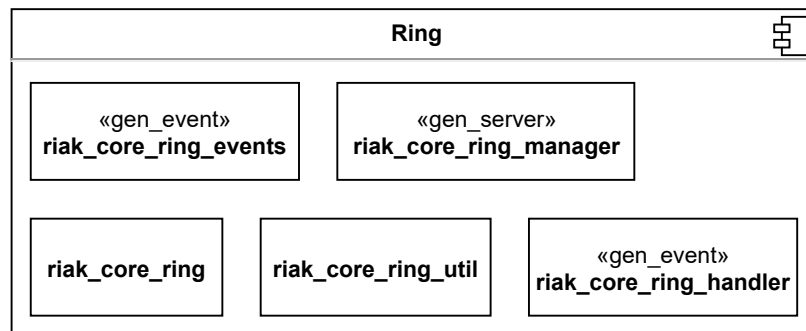 Ring
«gen_event»
riak_core_ring_events
«gen_server»
riak_core_ring_manager
riak_core_ring
riak_core_ring_util
«gen_event»
riak_core_ring_handler